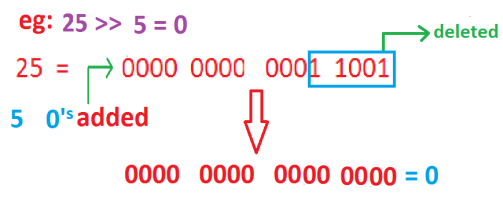 eg: 25 >> 5 = 0
deleted
25 = 0000 0000 0001 1001
5 0's added
0000 0000 0000 0000 = 0